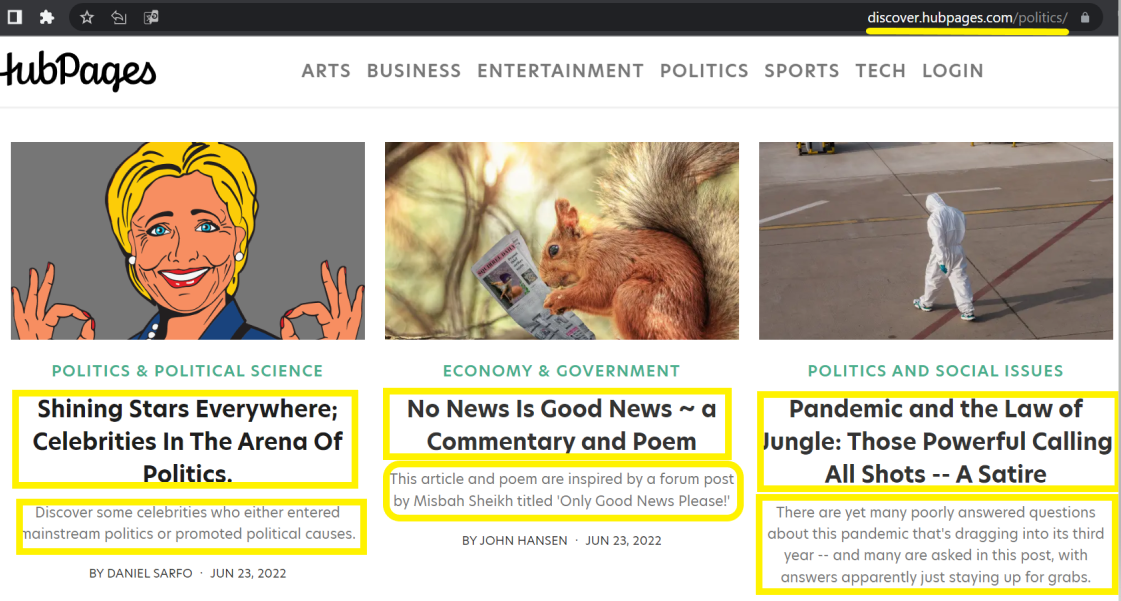 discover.hubpages.com/politics/
HubPages
ARTS BUSINESS ENTERTAINMENT POLITICS SPORTS TECH LOGIN
POLITICS & POLITICAL SCIENCE
Shining Stars Everywhere;
Celebrities In The Arena Of
Politics.
Discover some celebrities who either entered
mainstream politics or promoted political causes.
BY DANIEL SARFO · JUN 23, 2022
ECONOMY & GOVERNMENT
No News Is Good News ~ a
Commentary and Poem
This article and poem are inspired by a forum post
by Misbah Sheikh titled 'Only Good News Please!'
BY JOHN HANSEN · JUN 23, 2022
POLITICS AND SOCIAL ISSUES
Pandemic and the Law of
Jungle: Those Powerful Calling
All Shots -- A Satire
There are yet many poorly answered questions
about this pandemic that's dragging into its third
year -- and many are asked in this post, with
answers apparently just staying up for grabs.